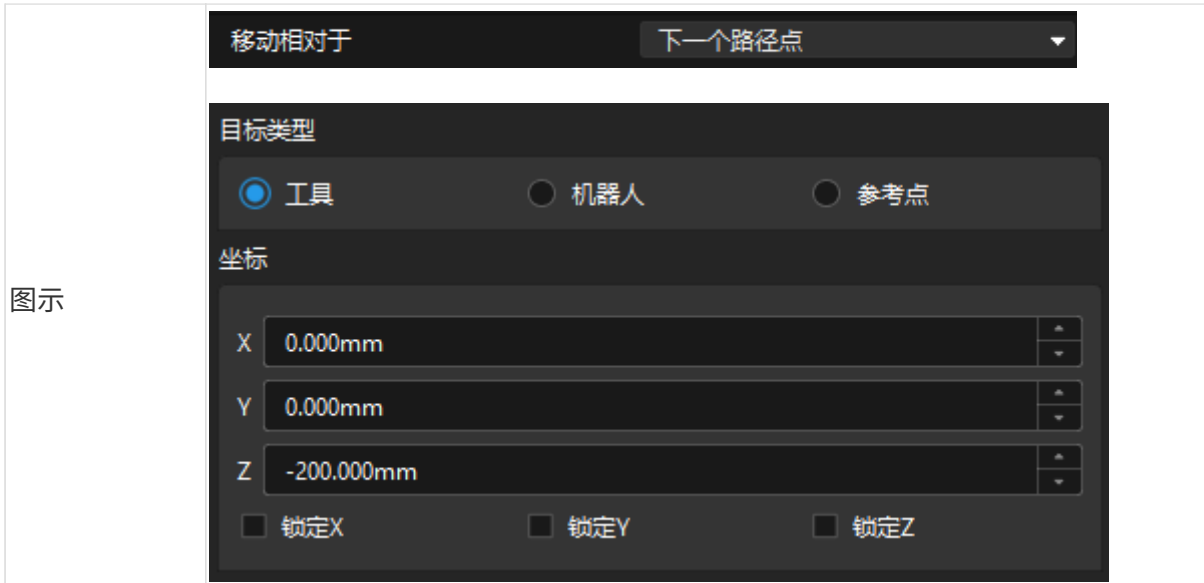 移动相对于 下一个路径点
目标类型
工具 机器人 参考点
坐标
图示
X 0.000mm
Y 0.000mm
Z -200.000mm
锁定X 锁定Y 锁定Z